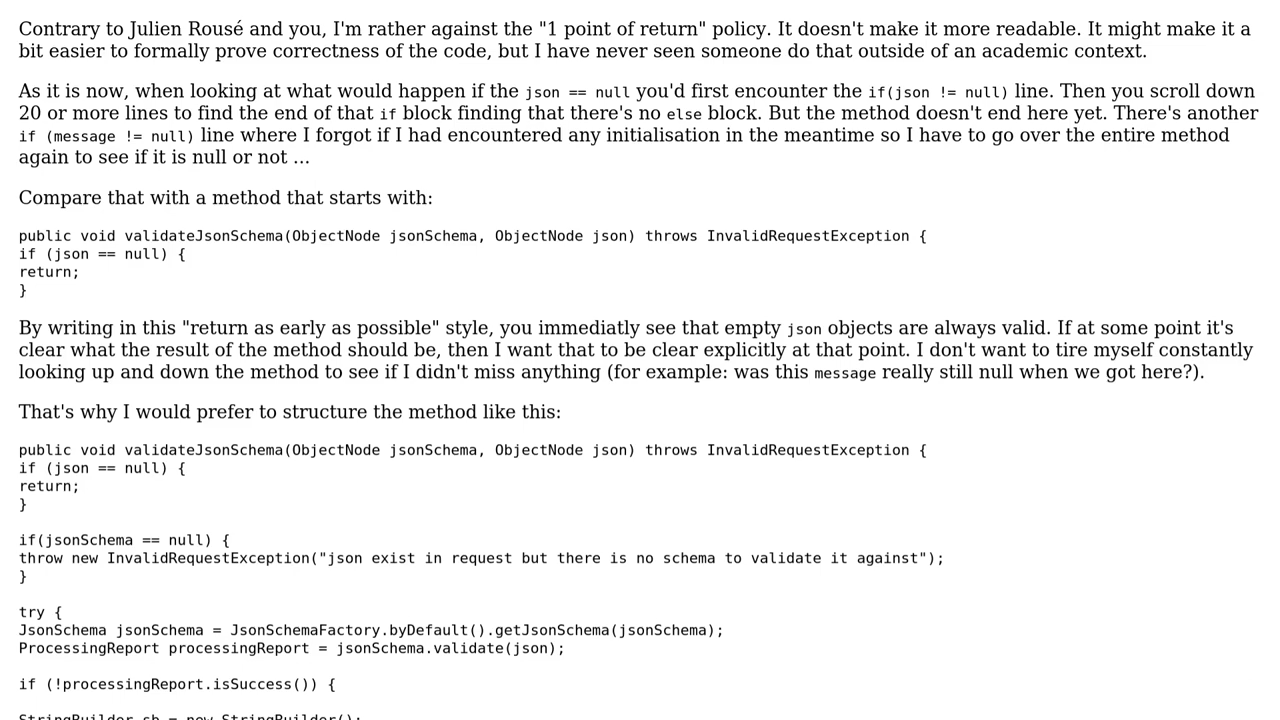 Contrary to Julien Rousé and you, I'm rather against the "1 point of return" policy. It doesn't make it more readable. It might make it a
bit easier to formally prove correctness of the code, but I have never seen someone do that outside of an academic context.
As it is now, when looking at what would happen if the json == null you'd first encounter the if(json != null) line. Then you scroll down
20 or more lines to find the end of that if block finding that there's no else block. But the method doesn't end here yet. There's another
if (message != null) line where I forgot if I had encountered any initialisation in the meantime so I have to go over the entire method
again to see if it is null or not ...
Compare that with a method that starts with:
public void validateJsonSchema(ObjectNode jsonSchema, ObjectNode json) throws InvalidRequestException {
if (json == null) {
return;
}
By writing in this "return as early as possible" style, you immediatly see that empty json objects are always valid. If at some point it's
clear what the result of the method should be, then I want that to be clear explicitly at that point. I don't want to tire myself constantly
looking up and down the method to see if I didn't miss anything (for example: was this message really still null when we got here?).
That's why I would prefer to structure the method like this:
public void validateJsonSchema(ObjectNode jsonSchema, ObjectNode json) throws InvalidRequestException {
if (json == null) {
return;
}
if(jsonSchema == null) {
throw new InvalidRequestException("json exist in request but there is no schema to validate it against");
}
try {
JsonSchema jsonSchema = JsonSchemaFactory.byDefault().getJsonSchema(jsonSchema);
ProcessingReport processingReport = jsonSchema.validate(json);
if (!processingReport.isSuccess()) {
StringBuilder sb = new StringBuilder();